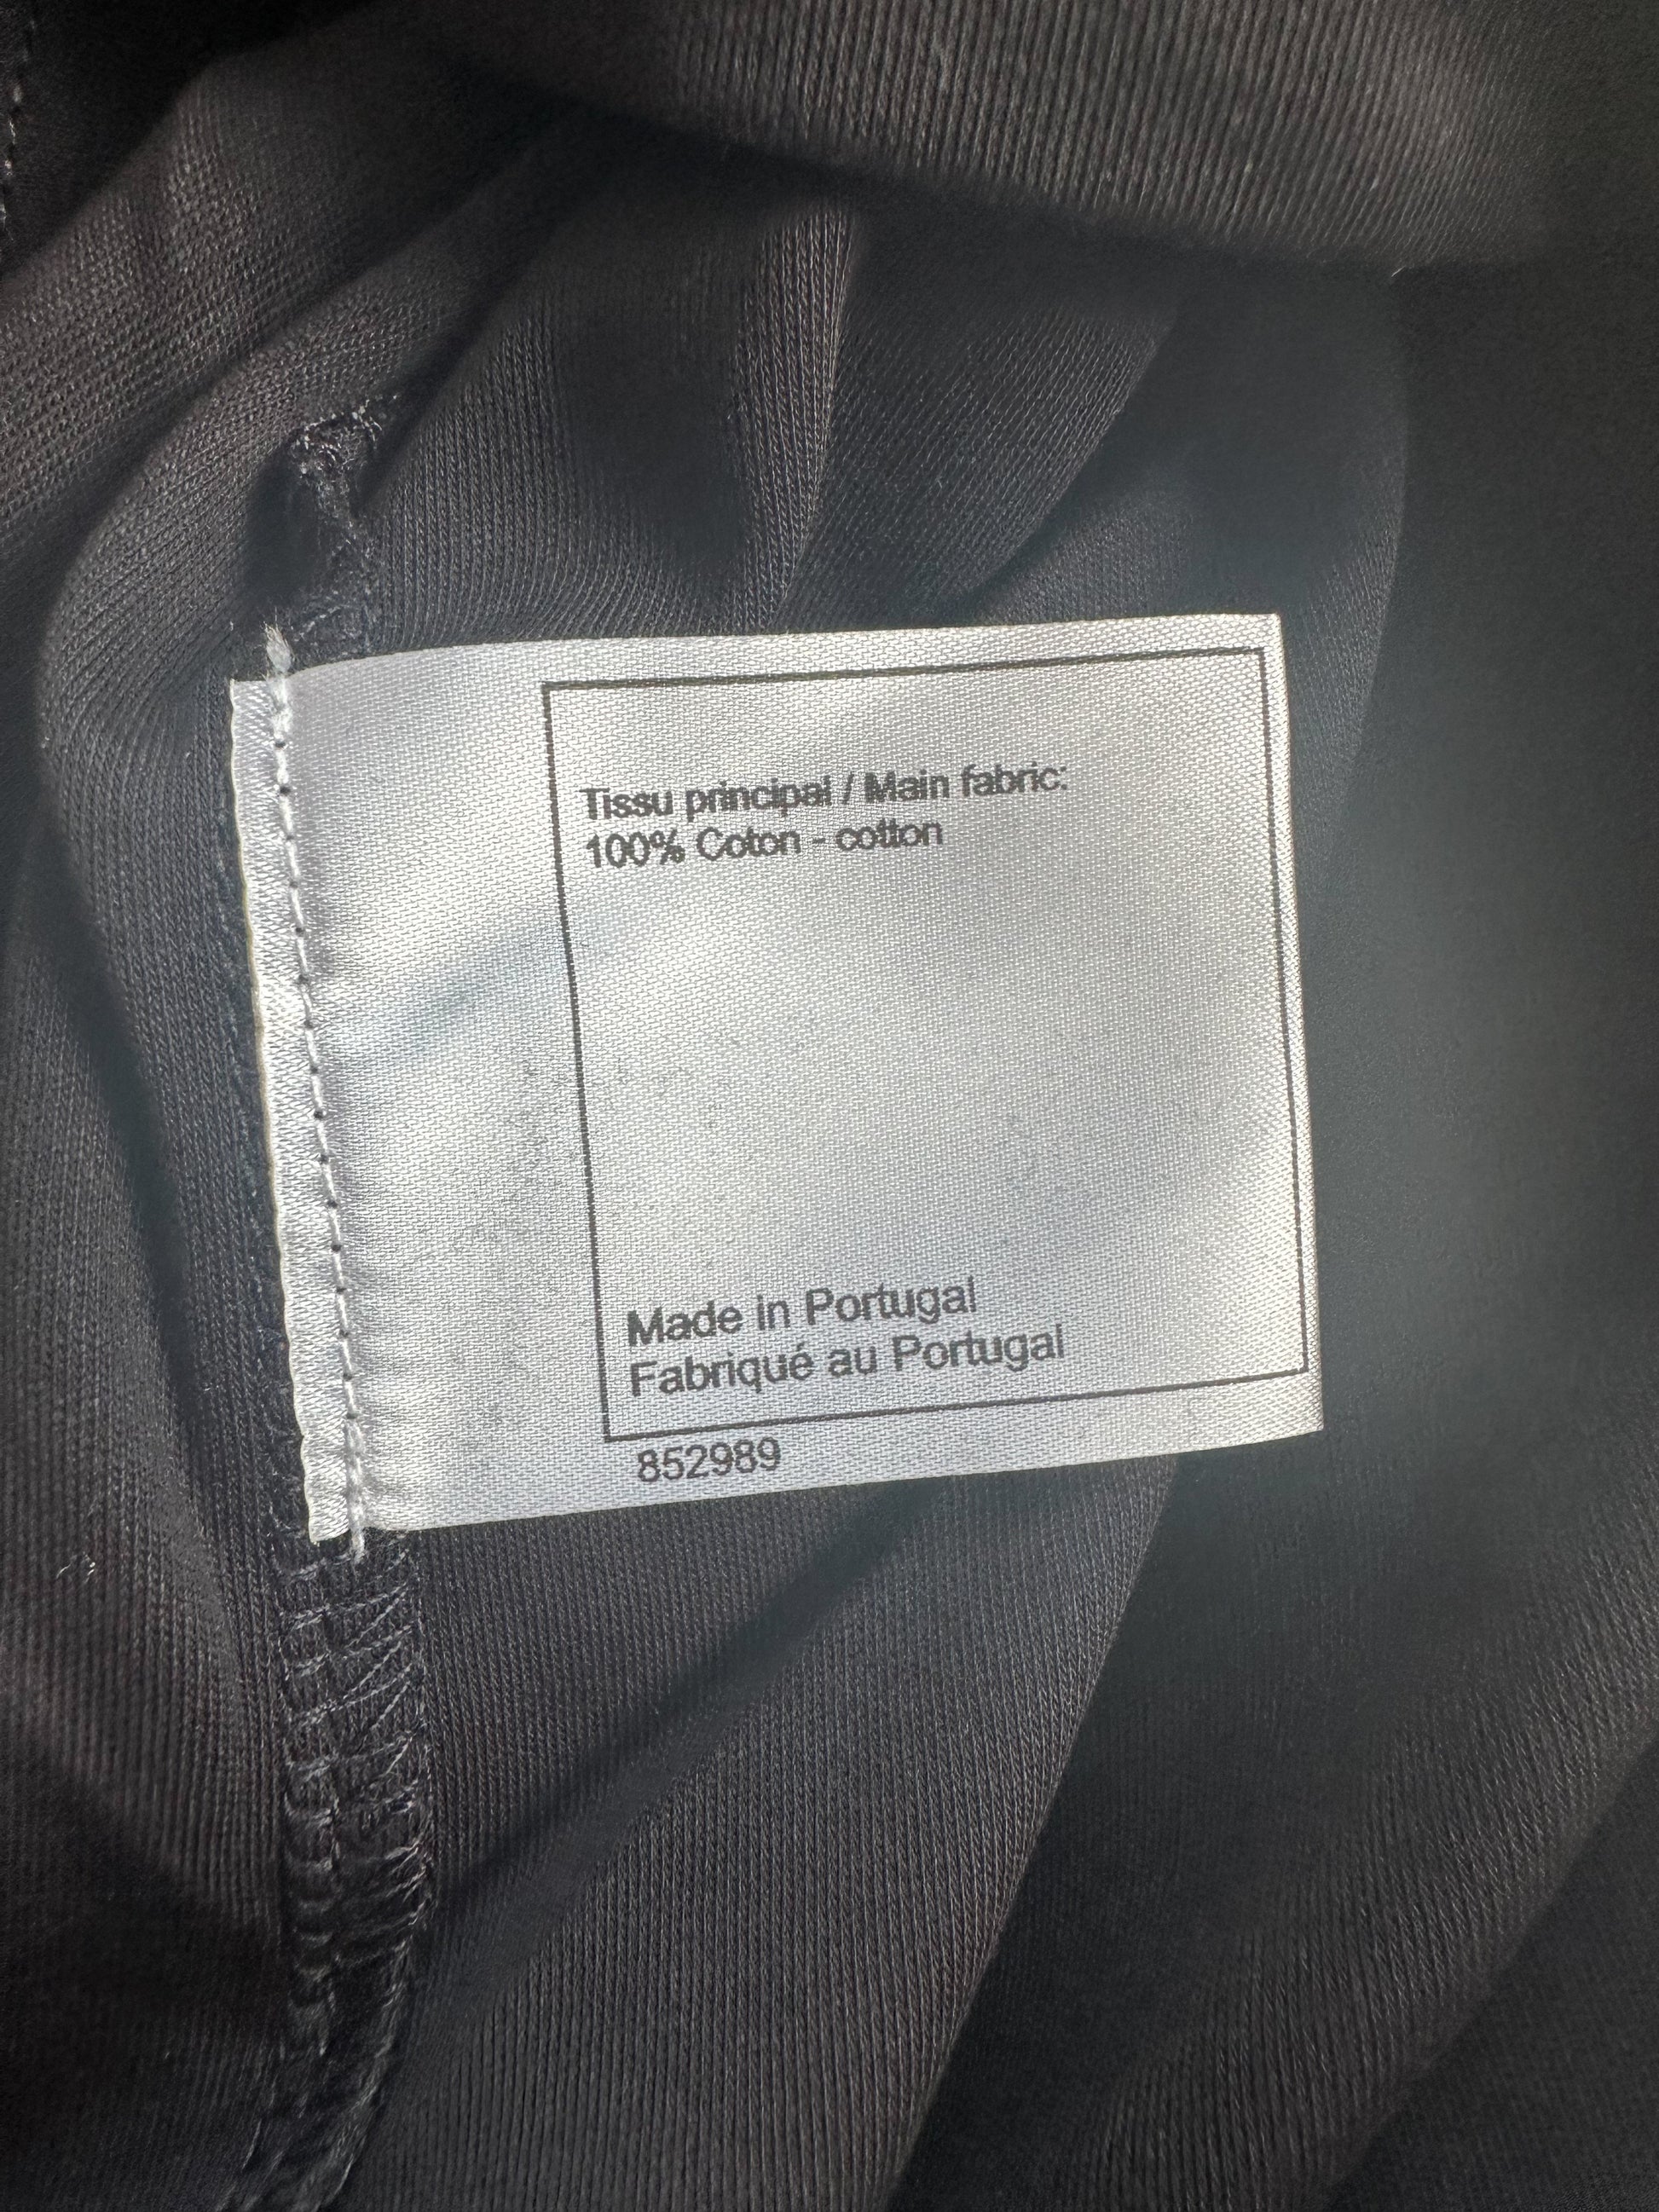 Tissu principal / Main fabric:
100% Coton - cotton
Made in Portugal
Fabriqué au Portugal
852989